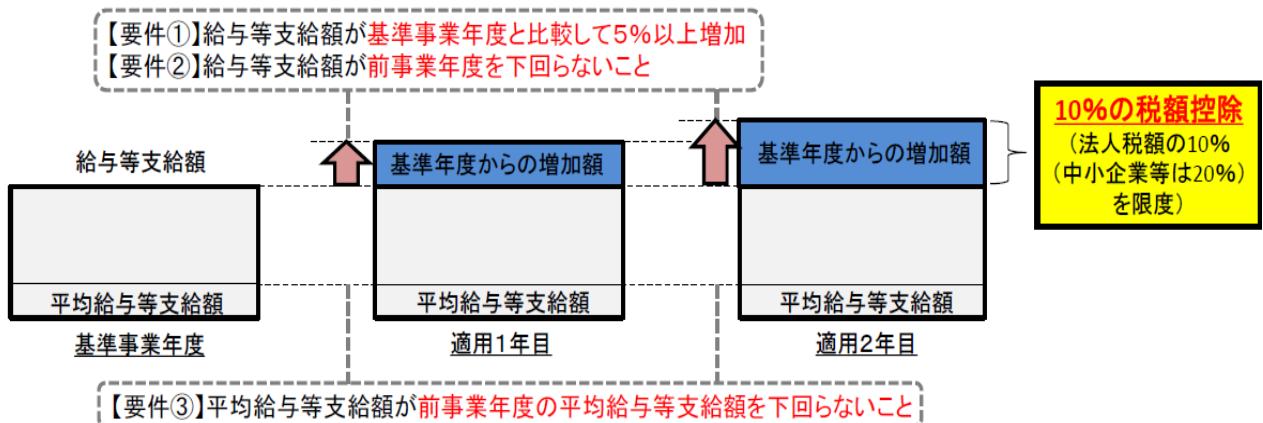 【要件①】給与等支給額が基準事業年度と比較して5%以上増加
【要件②】給与等支給額が前事業年度を下回らないこと
10%の税額控除
(法人税額の10%
(中小企業等は20%)
を限度)
給与等支給額
基準年度からの増加額
基準年度からの増加額
平均給与等支給額
平均給与等支給額
平均給与等支給額
基準事業年度
適用1年目
適用2年目
【要件③】平均給与等支給額が前事業年度の平均給与等支給額を下回らないこと